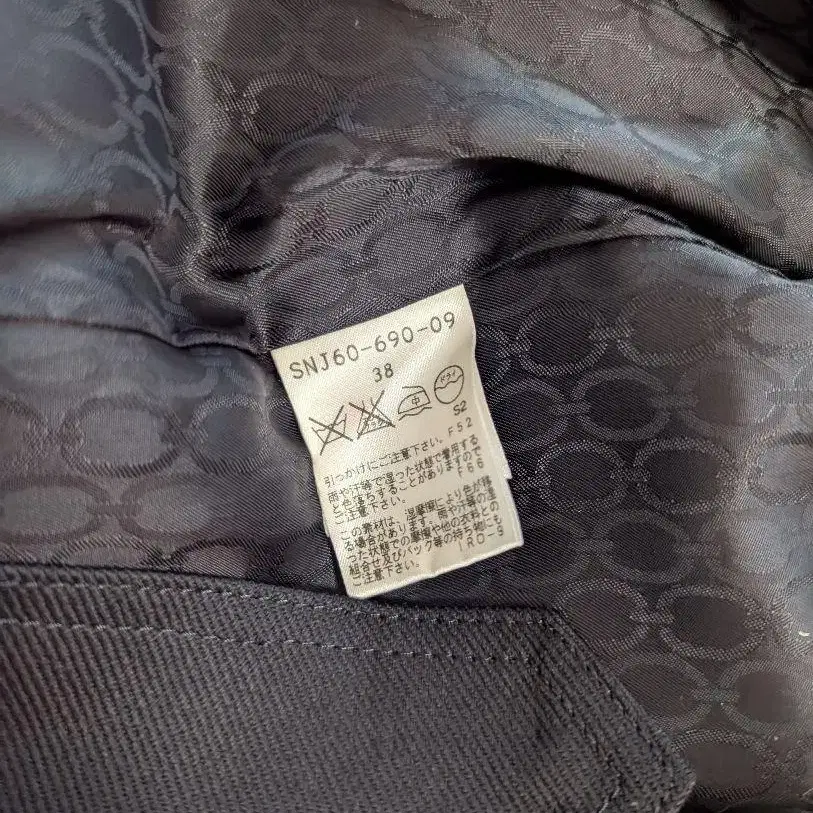 SNJ60-690-09
38
ドライ
中
S2
引っかけにご注意下さい。F52
雨や汗等で湿った状態で着用する
と色落ちすることがありますので
ご注意下さい。 F66
この素材は、湿摩擦により色が移
る場合があります。雨や汗等の湿
った状態での摩擦や他の衣料との
組合せ及びバッグ等の持ち物にも
ご注意下さい。 IRO-9